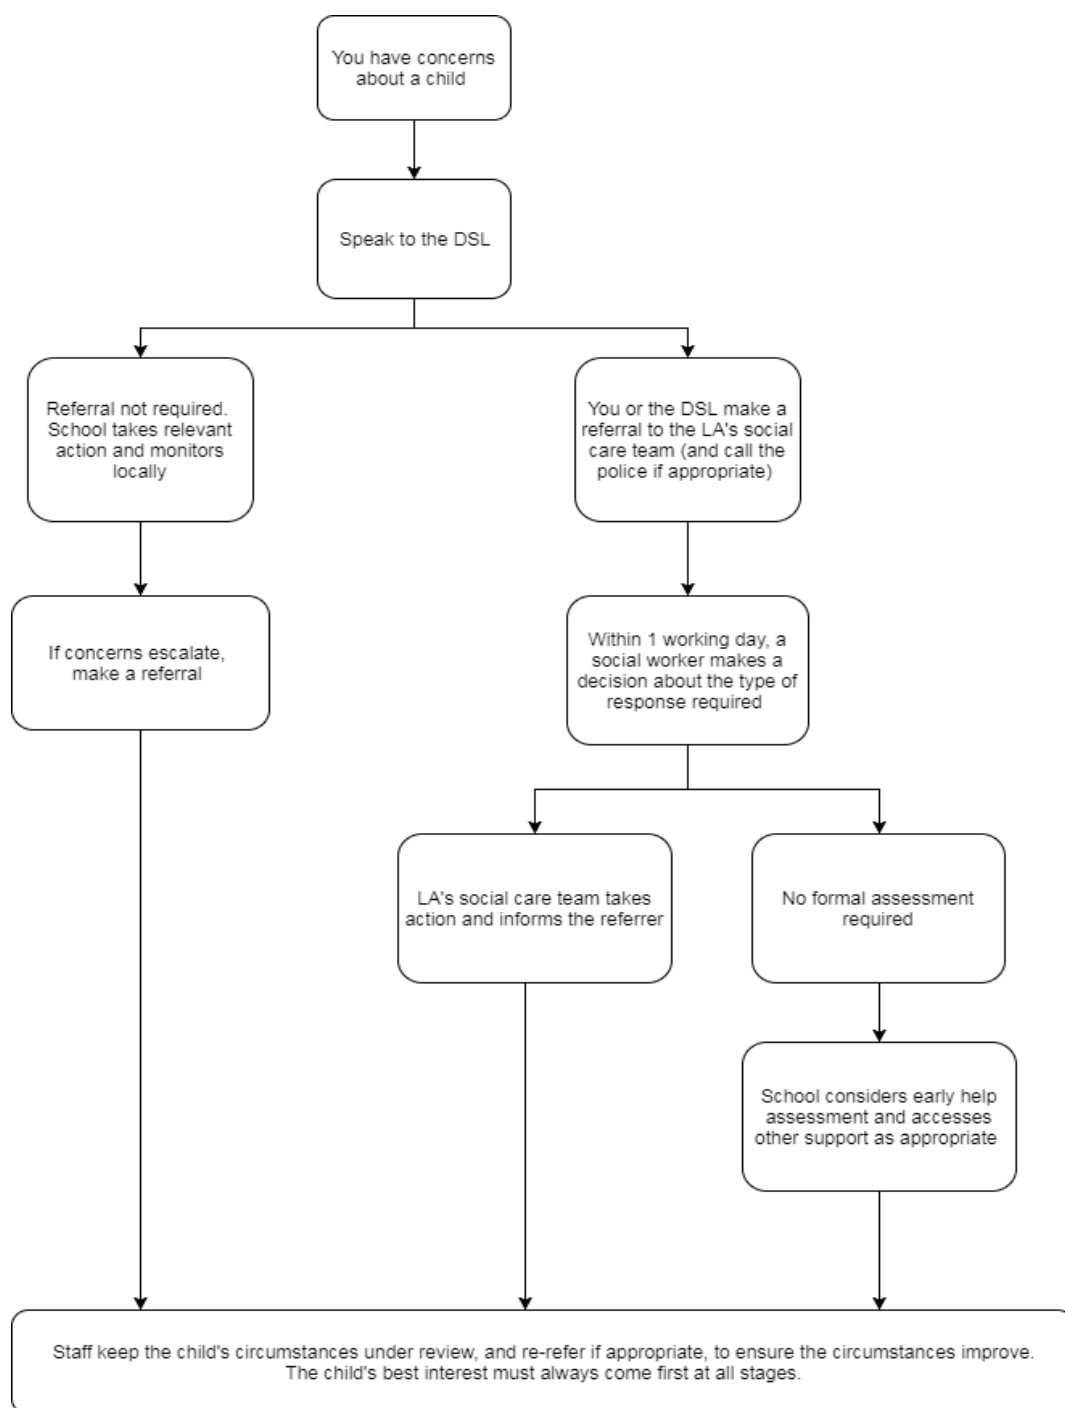 You have concerns
about a child
Speak to the DSL
Referral not required.
School takes relevant
action and monitors
locally
You or the DSL make a
referral to the LA's social
care team (and call the
police if appropriate)
If concerns escalate,
make a referral
Within 1 working day, a
social worker makes a
decision about the type of
response required
LA's social care team takes
action and informs the referrer
No formal assessment
required
School considers early help
assessment and accesses
other support as appropriate
Staff keep the child's circumstances under review, and re-refer if appropriate, to ensure the circumstances improve.
The child's best interest must always come first at all stages.